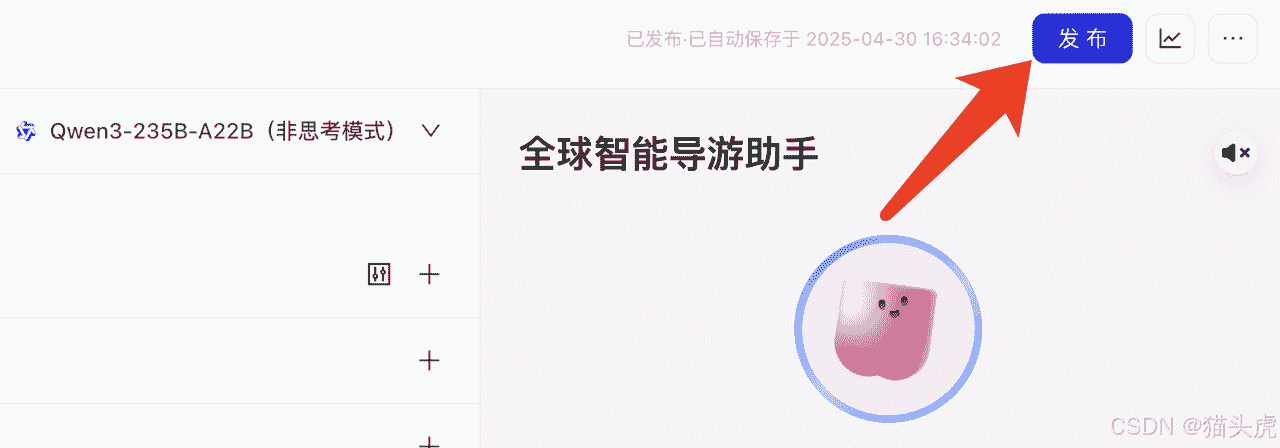 已发布·已自动保存于 2025-04-30 16:34:02
发布
Qwen3-235B-A22B（非思考模式）
全球智能导游助手
CSDN @猫头虎